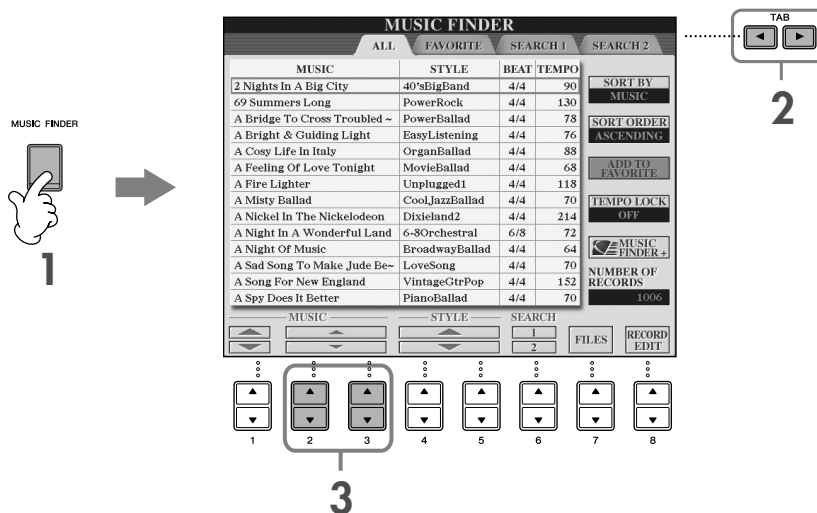 MUSIC FINDER
TAB
ALL FAVORITE SEARCH 1 SEARCH 2
2
MUSIC FINDER
1
MUSIC STYLE BEAT TEMPO
2 Nights In A Big City 40'sBigBand 4/4 90
69 Summers Long PowerRock 4/4 130
A Bridge To Cross Troubled ~ PowerBallad 4/4 78
A Bright & Guiding Light EasyListening 4/4 76
A Cosy Life In Italy OrganBallad 4/4 88
A Feeling Of Love Tonight MovieBallad 4/4 68
A Fire Lighter Unplugged1 4/4 118
A Misty Ballad CoolJazzBallad 4/4 70
A Nickel In The Nickelodeon Dixieland2 4/4 214
A Night In A Wonderful Land 6-8Orchestral 6/8 72
A Night Of Music BroadwayBallad 4/4 64
A Sad Song To Make Jude Be~ LoveSong 4/4 70
A Song For New England VintageGtrPop 4/4 152
A Spy Does It Better PianoBallad 4/4 70
SORT BY
MUSIC
SORT ORDER
ASCENDING
ADD TO
FAVORITE
TEMPO LOCK
OFF
MUSIC
FINDER +
NUMBER OF
RECORDS
1006
MUSIC STYLE SEARCH
1
2
FILES
RECORD
EDIT
1 2 3 4 5 6 7 8
3